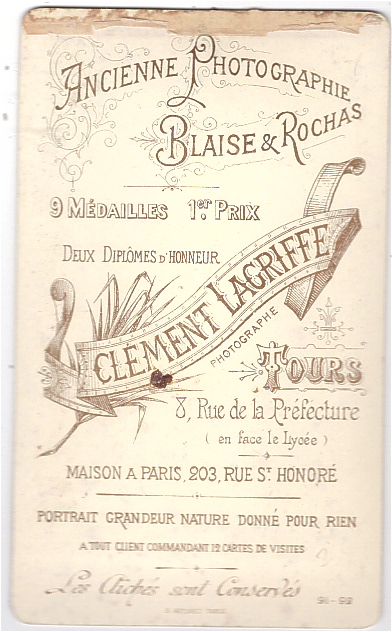 ANCIENNE PHOTOGRAPHIE
BLAISE & ROCHAS
9 MÉDAILLES 1er. PRIX
DEUX DIPLÔMES D'HONNEUR
CLÉMENT LAGRIFFE
PHOTOGRAPHE
TOURS
8, Rue de la Préfecture
( en face le Lycée )
MAISON A PARIS, 203, RUE ST HONORÉ
PORTRAIT GRANDEUR NATURE DONNÉ POUR RIEN
A TOUT CLIENT COMMANDANT 12 CARTES DE VISITES
Les Clichés sont Conservés